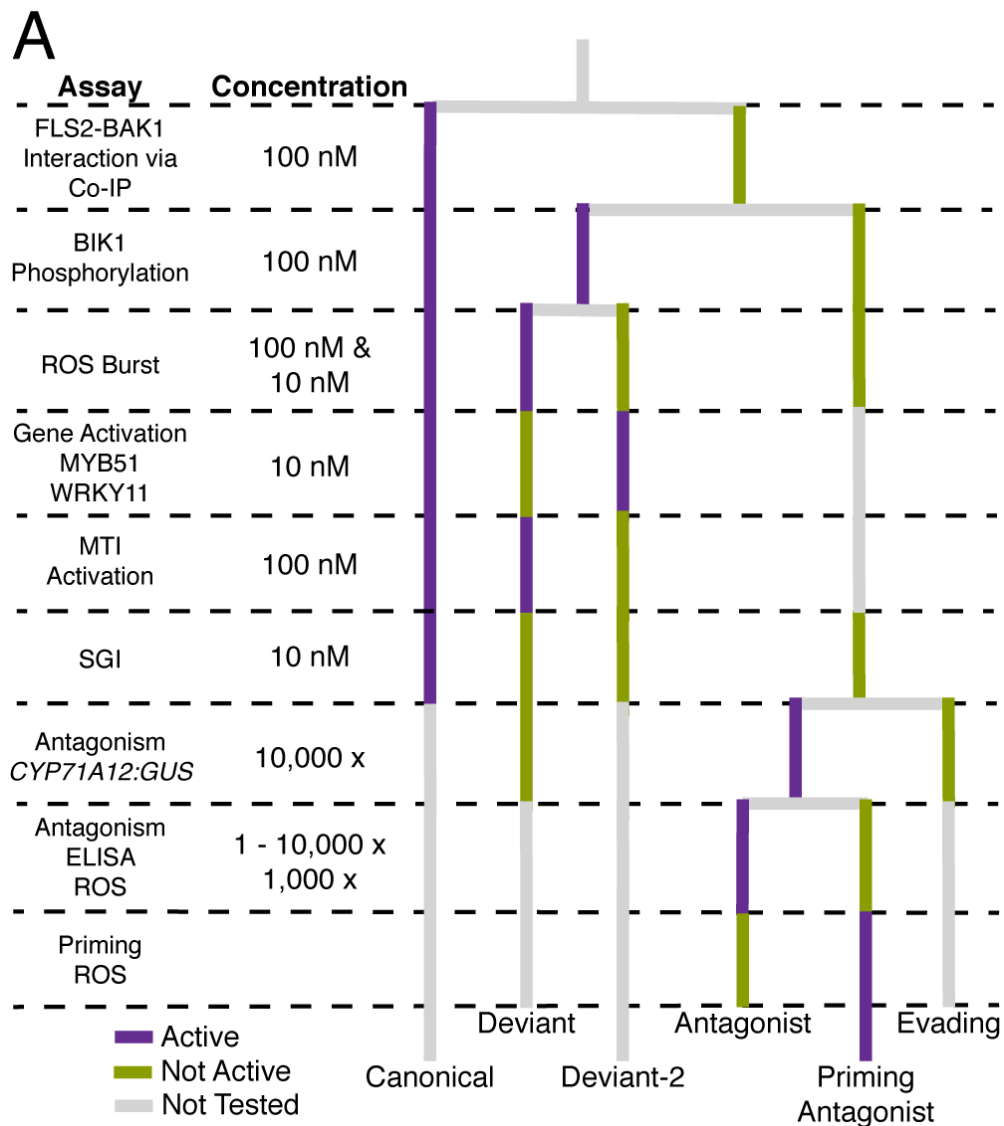 A
Assay Concentration
FLS2-BAK1
Interaction via
Co-IP
100 nM
BIK1
Phosphorylation
100 nM
ROS Burst
100 nM &
10 nM
Gene Activation
MYB51
WRKY11
10 nM
MTI
Activation
100 nM
SGI
10 nM
Antagonism
CYP71A12:GUS
10,000 x
Antagonism
ELISA
ROS
1 - 10,000 x
1,000 x
Priming
ROS
Deviant Antagonist Evading
Canonical Deviant-2 Priming
Antagonist
Active
Not Active
Not Tested